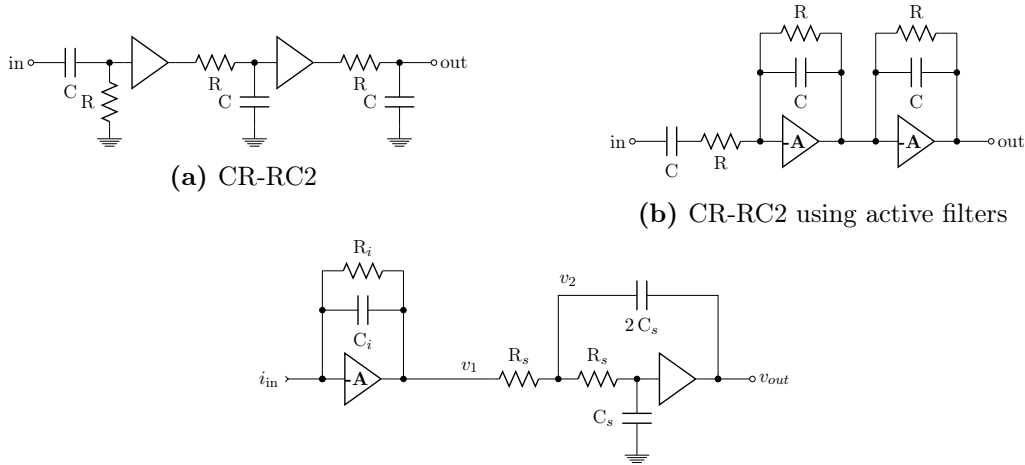 in
C
R
R
C
R
C
out
(a) CR-RC2
in
C
R
R
C
-A
R
C
-A
out
(b) CR-RC2 using active filters
i_in
R_i
C_i
-A
v_1
R_s
v_2
2 C_s
R_s
C_s
v_out